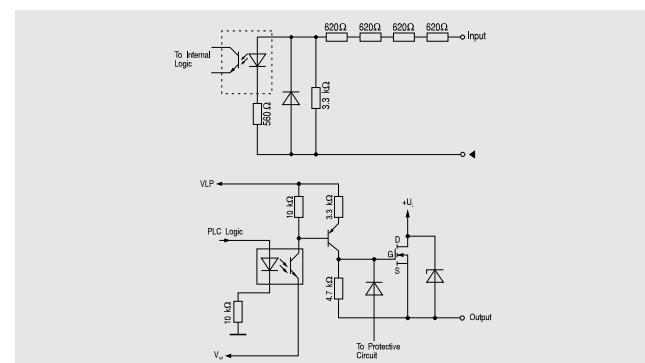 620Ω 620Ω 620Ω 620Ω
Input
To Internal
Logic
560Ω
3.3 kΩ
VLP
10 kΩ
3.3 kΩ
+U
PLC Logic
D
G
S
4.7 kΩ
10 kΩ
Output
To Protective
Circuit